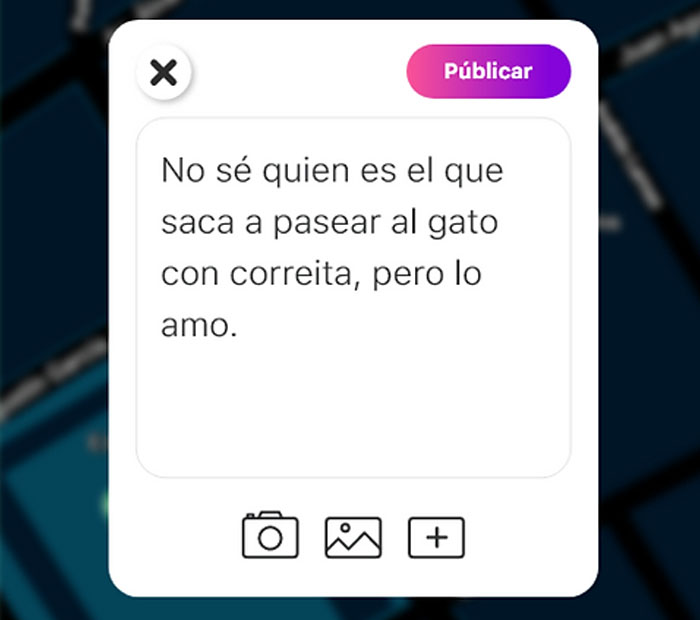 Públicar
No sé quien es el que
saca a pasear al gato
con correita, pero lo
amo.